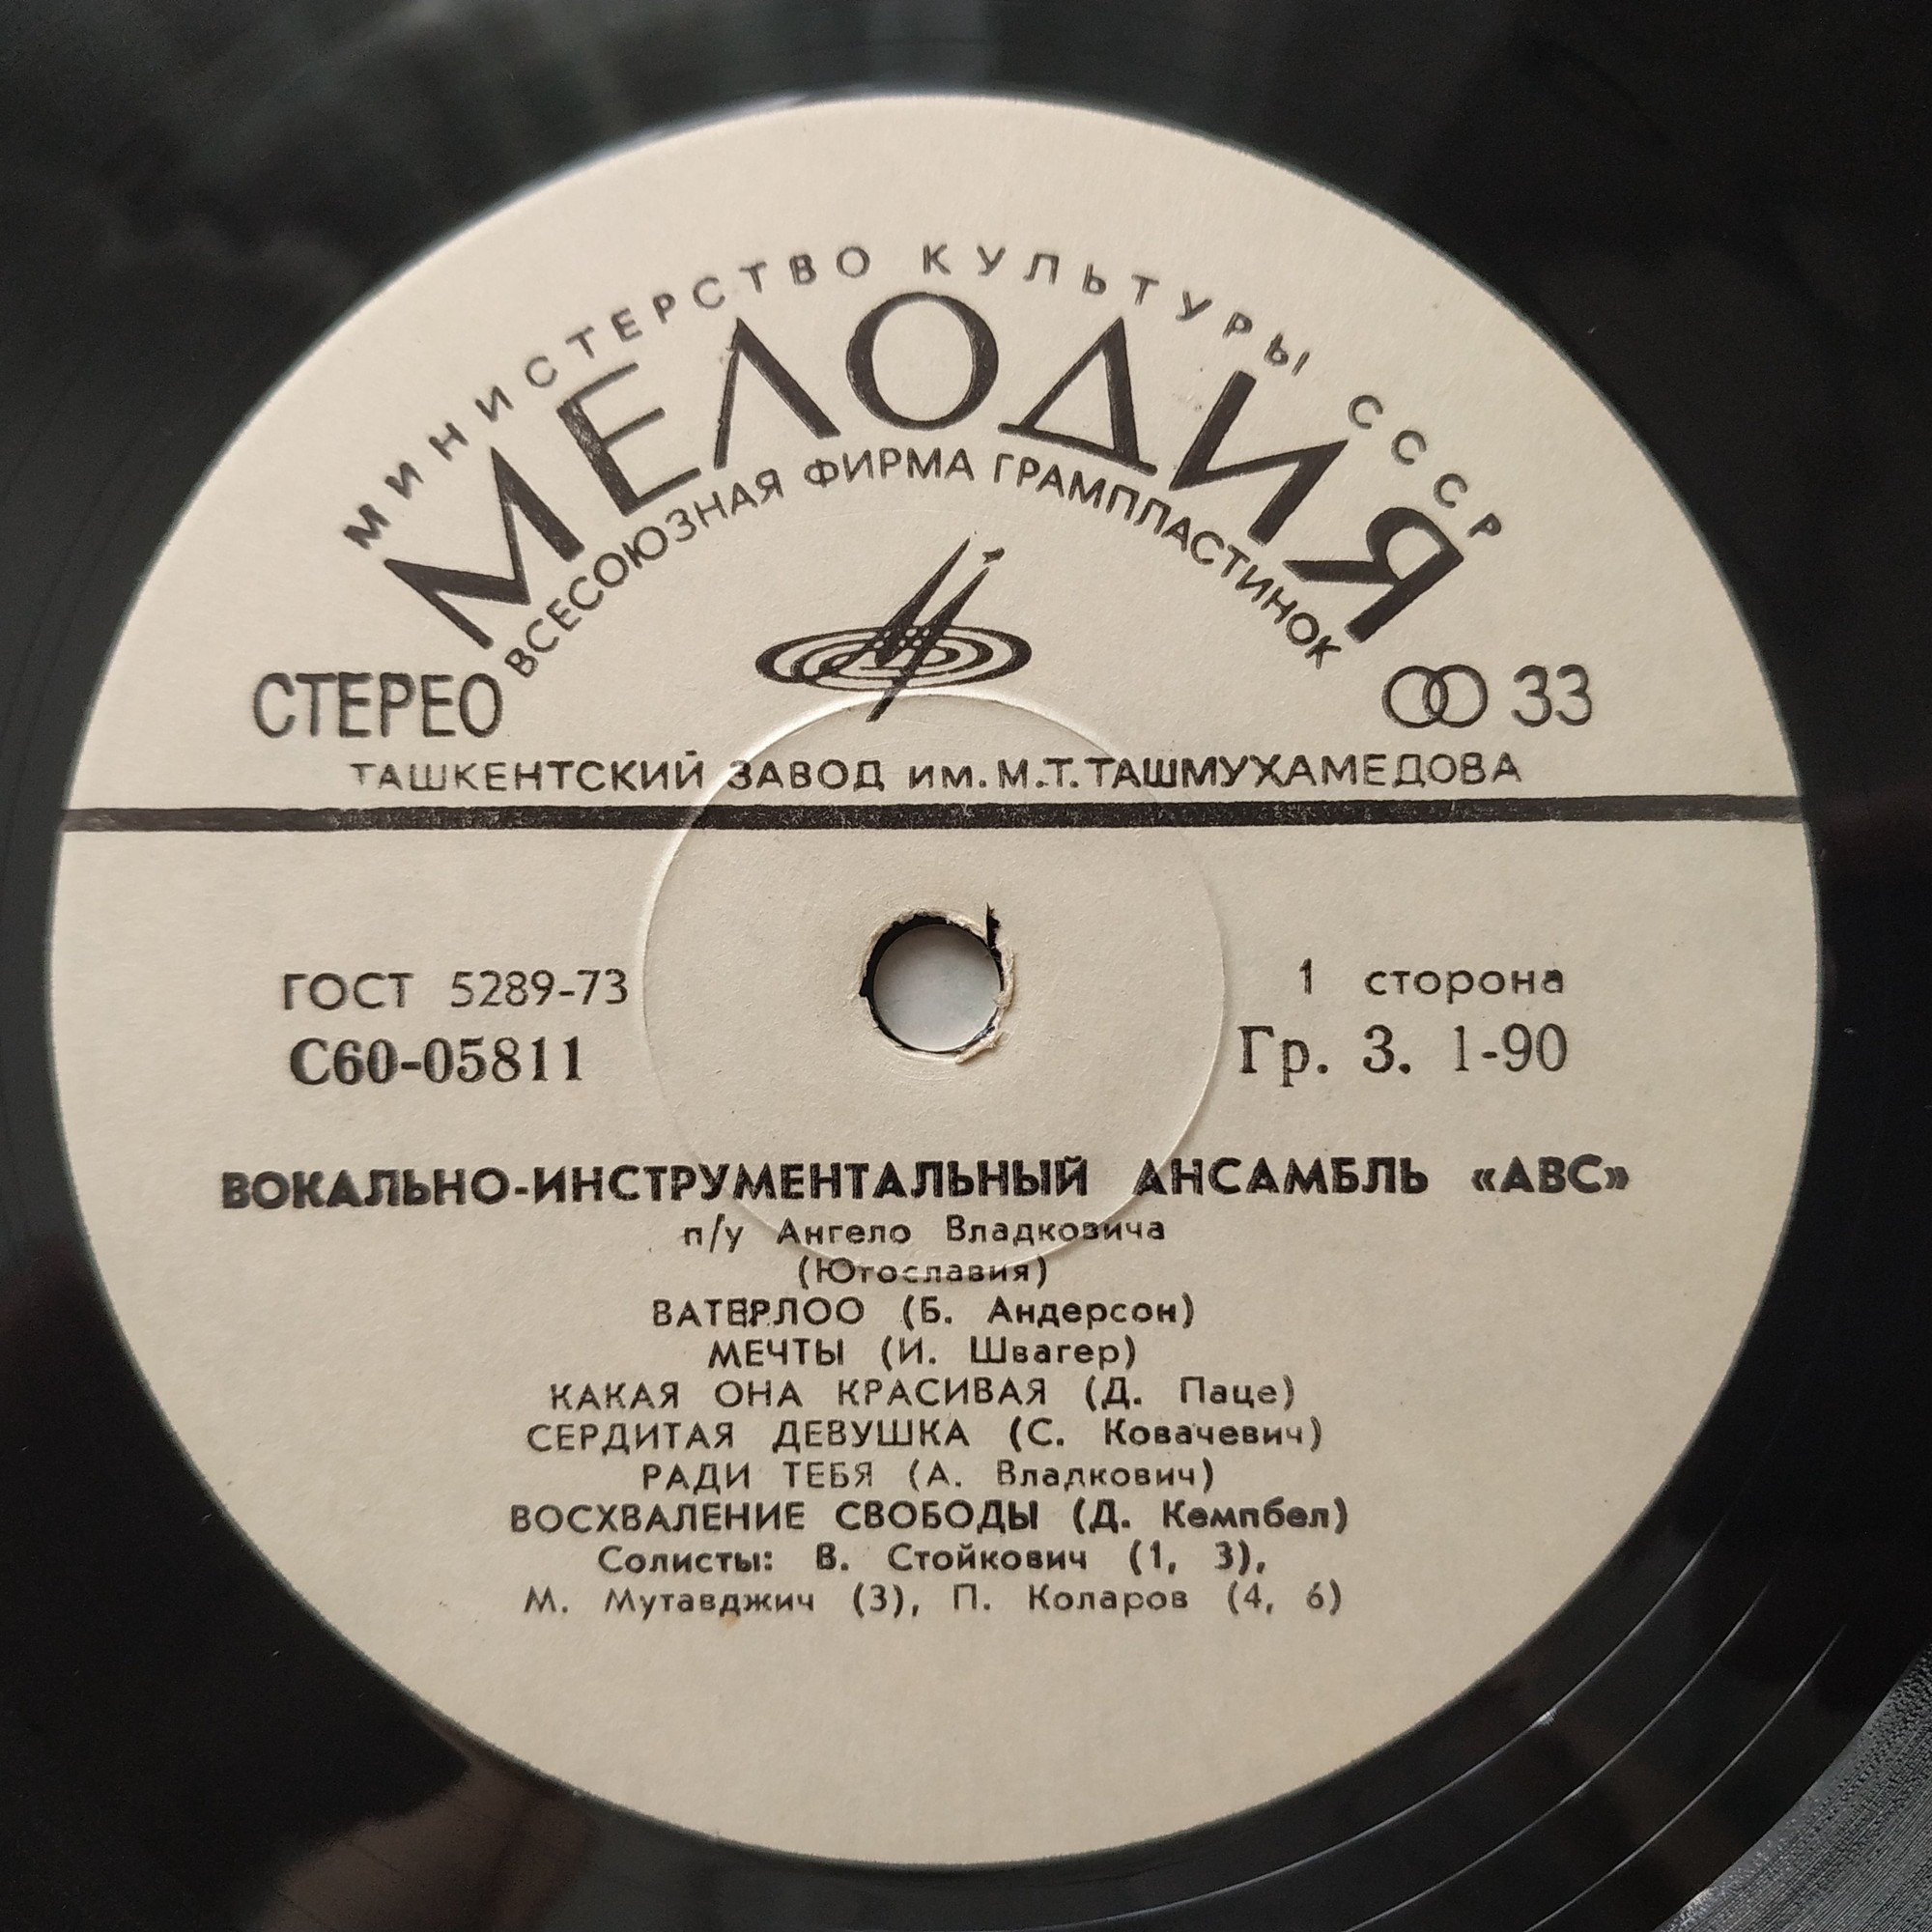 МИНИСТЕРСТВО КУЛЬТУРЫ СССР
МЕЛОДИЯ
ВСЕСОЮЗНАЯ ФИРМА ГРАМПЛАСТИНОК
СТЕРЕО 33
ТАШКЕНТСКИЙ ЗАВОД им. М.Т. ТАШМУХАМЕДОВА
ГОСТ 5289-73 1 сторона
С60-05811 Гр. 3. 1-90
ВОКАЛЬНО-ИНСТРУМЕНТАЛЬНЫЙ АНСАМБЛЬ «АВС»
п/у Ангело Владковича
(Югославия)
ВАТЕРЛОО (Б. Андерсон)
МЕЧТЫ (И. Швагер)
КАКАЯ ОНА КРАСИВАЯ (Д. Паце)
СЕРДИТАЯ ДЕВУШКА (С. Ковачевич)
РАДИ ТЕБЯ (А. Владкович)
ВОСХВАЛЕНИЕ СВОБОДЫ (Д. Кемпбел)
Солисты: В. Стойкович (1, 3),
М. Мутавджич (3), П. Коларов (4, 6)